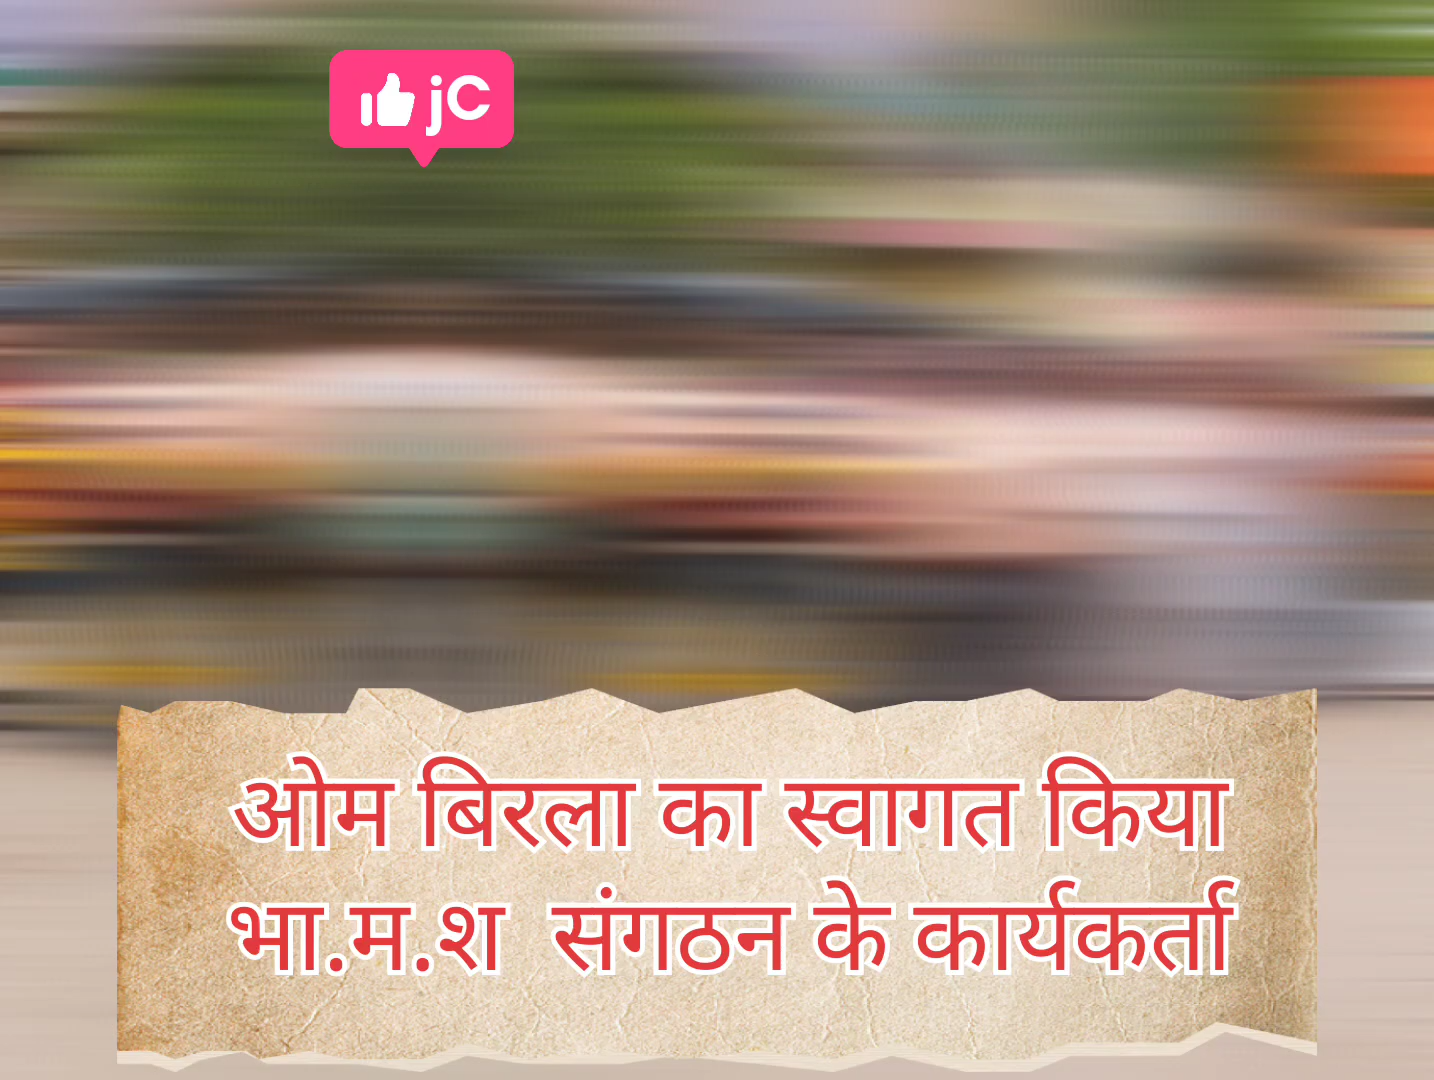 jC
ओम बिरला का स्वागत किया
भा.म.श संगठन के कार्यकर्ता